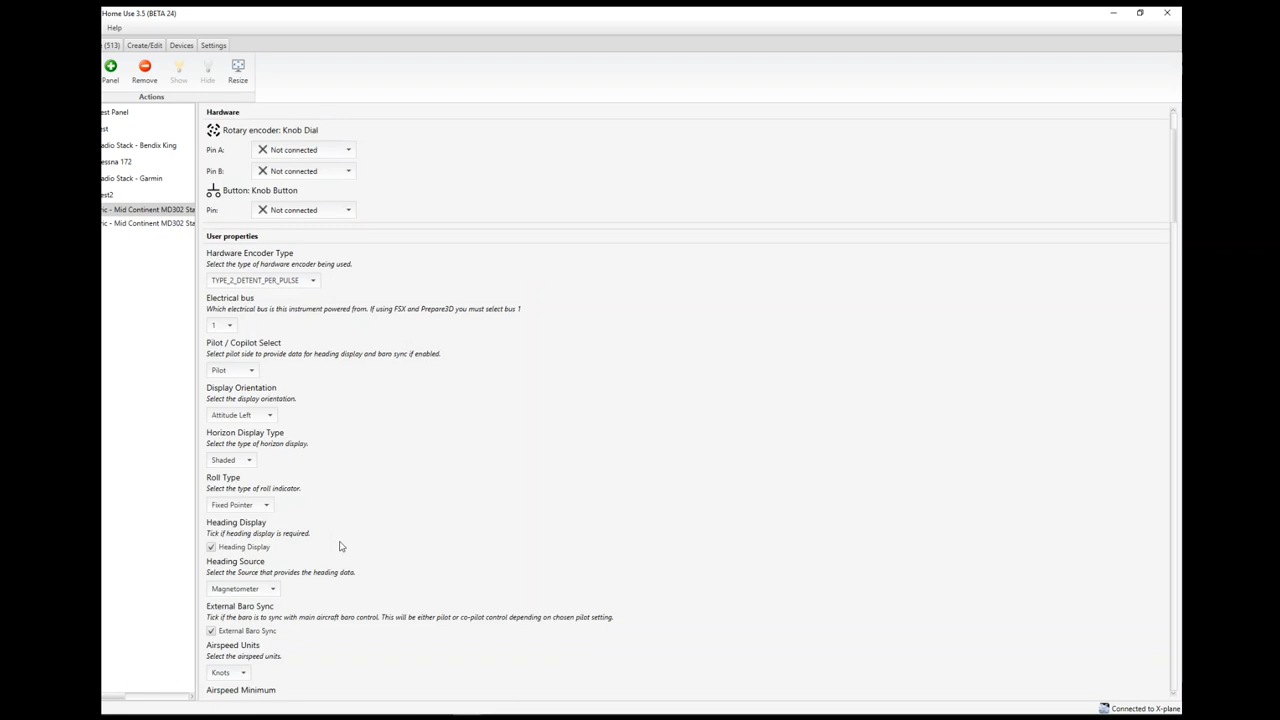 Home Use 3.5 (BETA 24)
Help
(513) Create/Edit Devices Settings
Panel Remove Show Hide Resize
Actions
est Panel
est
adio Stack - Bendix King
essna 172
adio Stack - Garmin
est2
ric - Mid Continent MD302 Sta
ric - Mid Continent MD302 Sta
Hardware
Rotary encoder: Knob Dial
Pin A: Not connected
Pin B: Not connected
Button: Knob Button
Pin: Not connected
User properties
Hardware Encoder Type
Select the type of hardware encoder being used.
TYPE_2_DETENT_PER_PULSE
Electrical bus
Which electrical bus is this instrument powered from. If using FSX and Prepare3D you must select bus 1
1
Pilot / Copilot Select
Select pilot side to provide data for heading display and baro sync if enabled.
Pilot
Display Orientation
Select the display orientation.
Attitude Left
Horizon Display Type
Select the type of horizon display.
Shaded
Roll Type
Select the type of roll indicator.
Fixed Pointer
Heading Display
Tick if heading display is required.
Heading Display
Heading Source
Select the Source that provides the heading data.
Magnetometer
External Baro Sync
Tick if the baro is to sync with main aircraft baro control. This will be either pilot or co-pilot control depending on chosen pilot setting.
External Baro Sync
Airspeed Units
Select the airspeed units.
Knots
Airspeed Minimum
Connected to X-plane